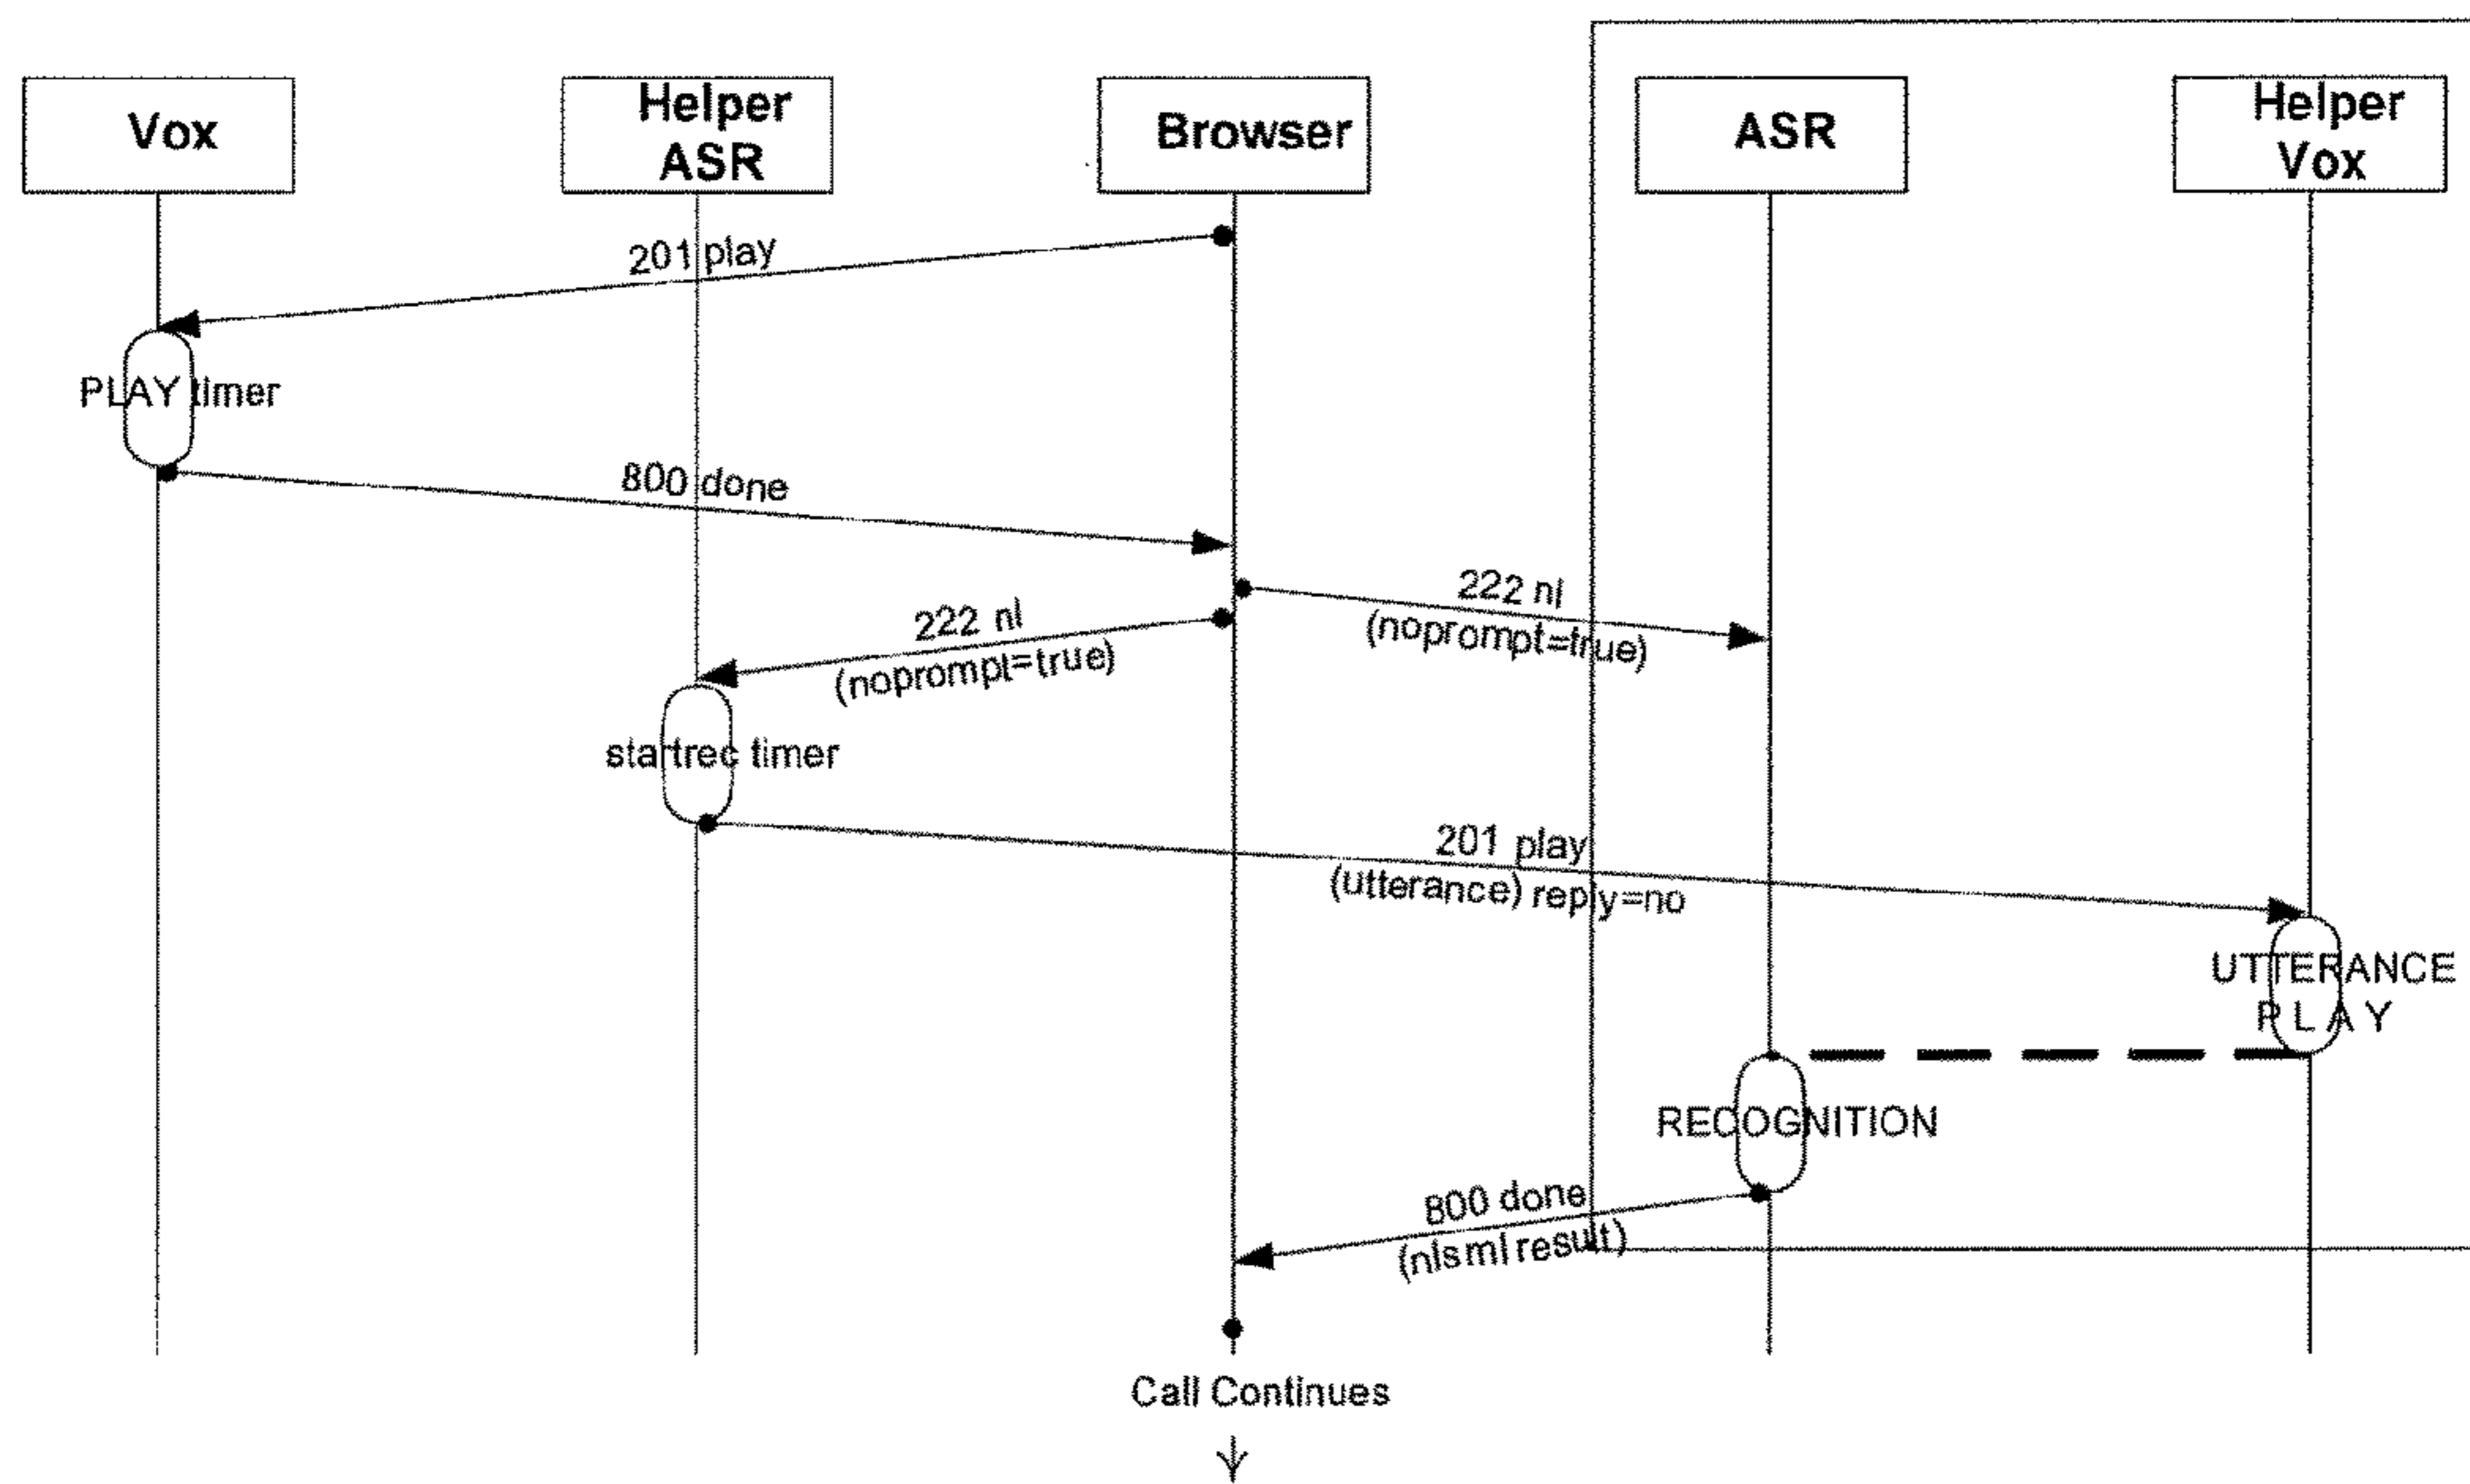 Vox
Helper
ASR
Browser
ASR
Helper
Vox
201 play
PLAY timer
800 done
222 nl
(noprompt=true)
222 nl
(noprompt=true)
startrec timer
201 play
(utterance) reply=no
UTTERANCE
PLAY
RECOGNITION
800 done
(nlsml result)
Call Continues